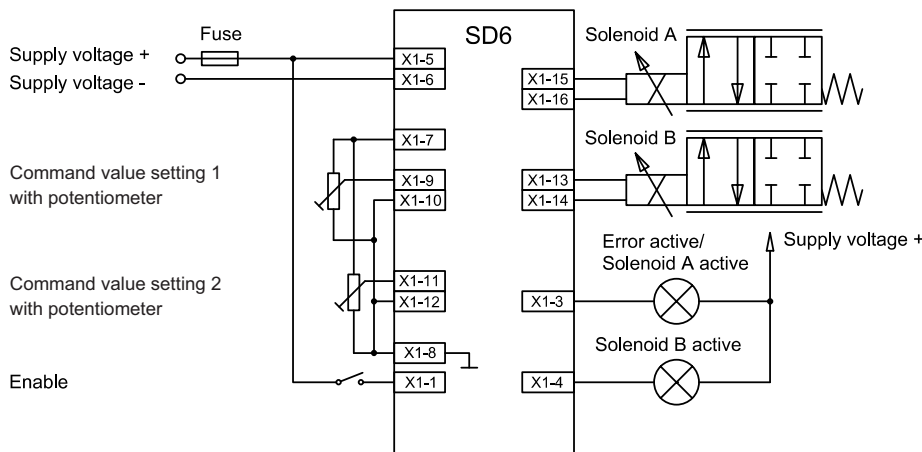 Fuse
SD6
Supply voltage +
Supply voltage -
X1-5
X1-6
Solenoid A
X1-15
X1-16
X1-7
Solenoid B
Command value setting 1
with potentiometer
X1-9
X1-10
X1-13
X1-14
Error active/
Solenoid A active
Supply voltage +
Command value setting 2
with potentiometer
X1-11
X1-12
X1-3
Solenoid B active
X1-8
Enable
X1-1
X1-4